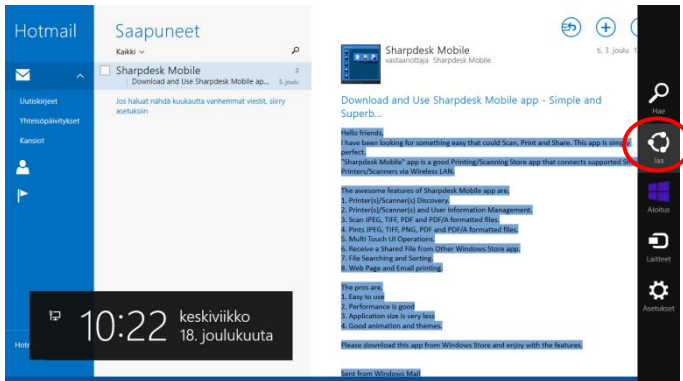 Hotmail
Uutiskirjeet
Yhteisöpäivitykset
Kansiot
Saapuneet
Kaikki
Sharpdesk Mobile 2
Download and Use Sharpdesk Mobile ap... 3. joulu
Jos haluat nähdä kuukautta vanhemmat viestit, siirry
asetuksiin
10:22
keskiviikko
18. joulukuuta
Sharpdesk Mobile
ti, 3. joulu
vastaanottaja Sharpdesk Mobile
Download and Use Sharpdesk Mobile app - Simple and
Superb...
Hello friends,
I have been looking for something easy that could Scan, Print and Share. This app is simply
perfect.
"Sharpdesk Mobile" app is a good Printing/Scanning Store app that connects supported
Printers/Scanners via Wireless LAN.
The awesome features of Sharpdesk Mobile app are,
1. Printer(s)/Scanner(s) Discovery,
2. Printer(s)/Scanner(s) and User Information Management.
3. Scan JPEG, TIFF, PDF and PDF/A formatted files.
4. Pints JPEG, TIFF, PNG, PDF and PDF/A formatted files.
5. Multi Touch UI Operations.
6. Receive a Shared File from Other Windows Store app.
7. File Searching and Sorting.
8. Web Page and Email printing.
The pros are,
1. Easy to use
2. Performance is good
3. Application size is very less
4. Good animation and themes.
Please download this app from Windows Store and enjoy with the features.
Sent from Windows Mail
Hae
Jaa
Aloitus
Laitteet
Asetukset